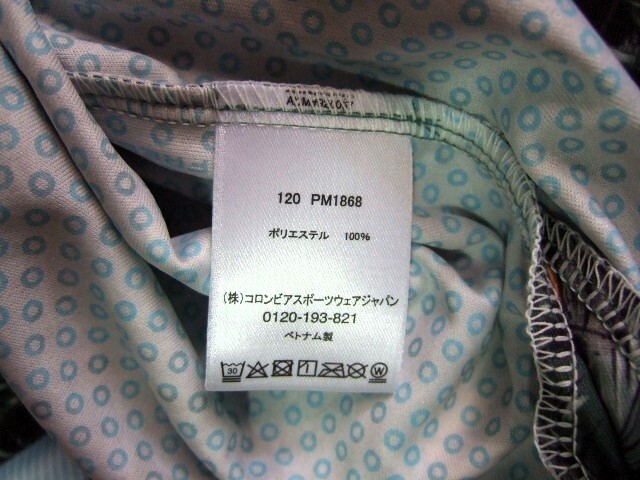 120 PM1868
ポリエステル 100%
(株)コロンビアスポーツウェアジャパン
0120-193-821
ベトナム製
30 W